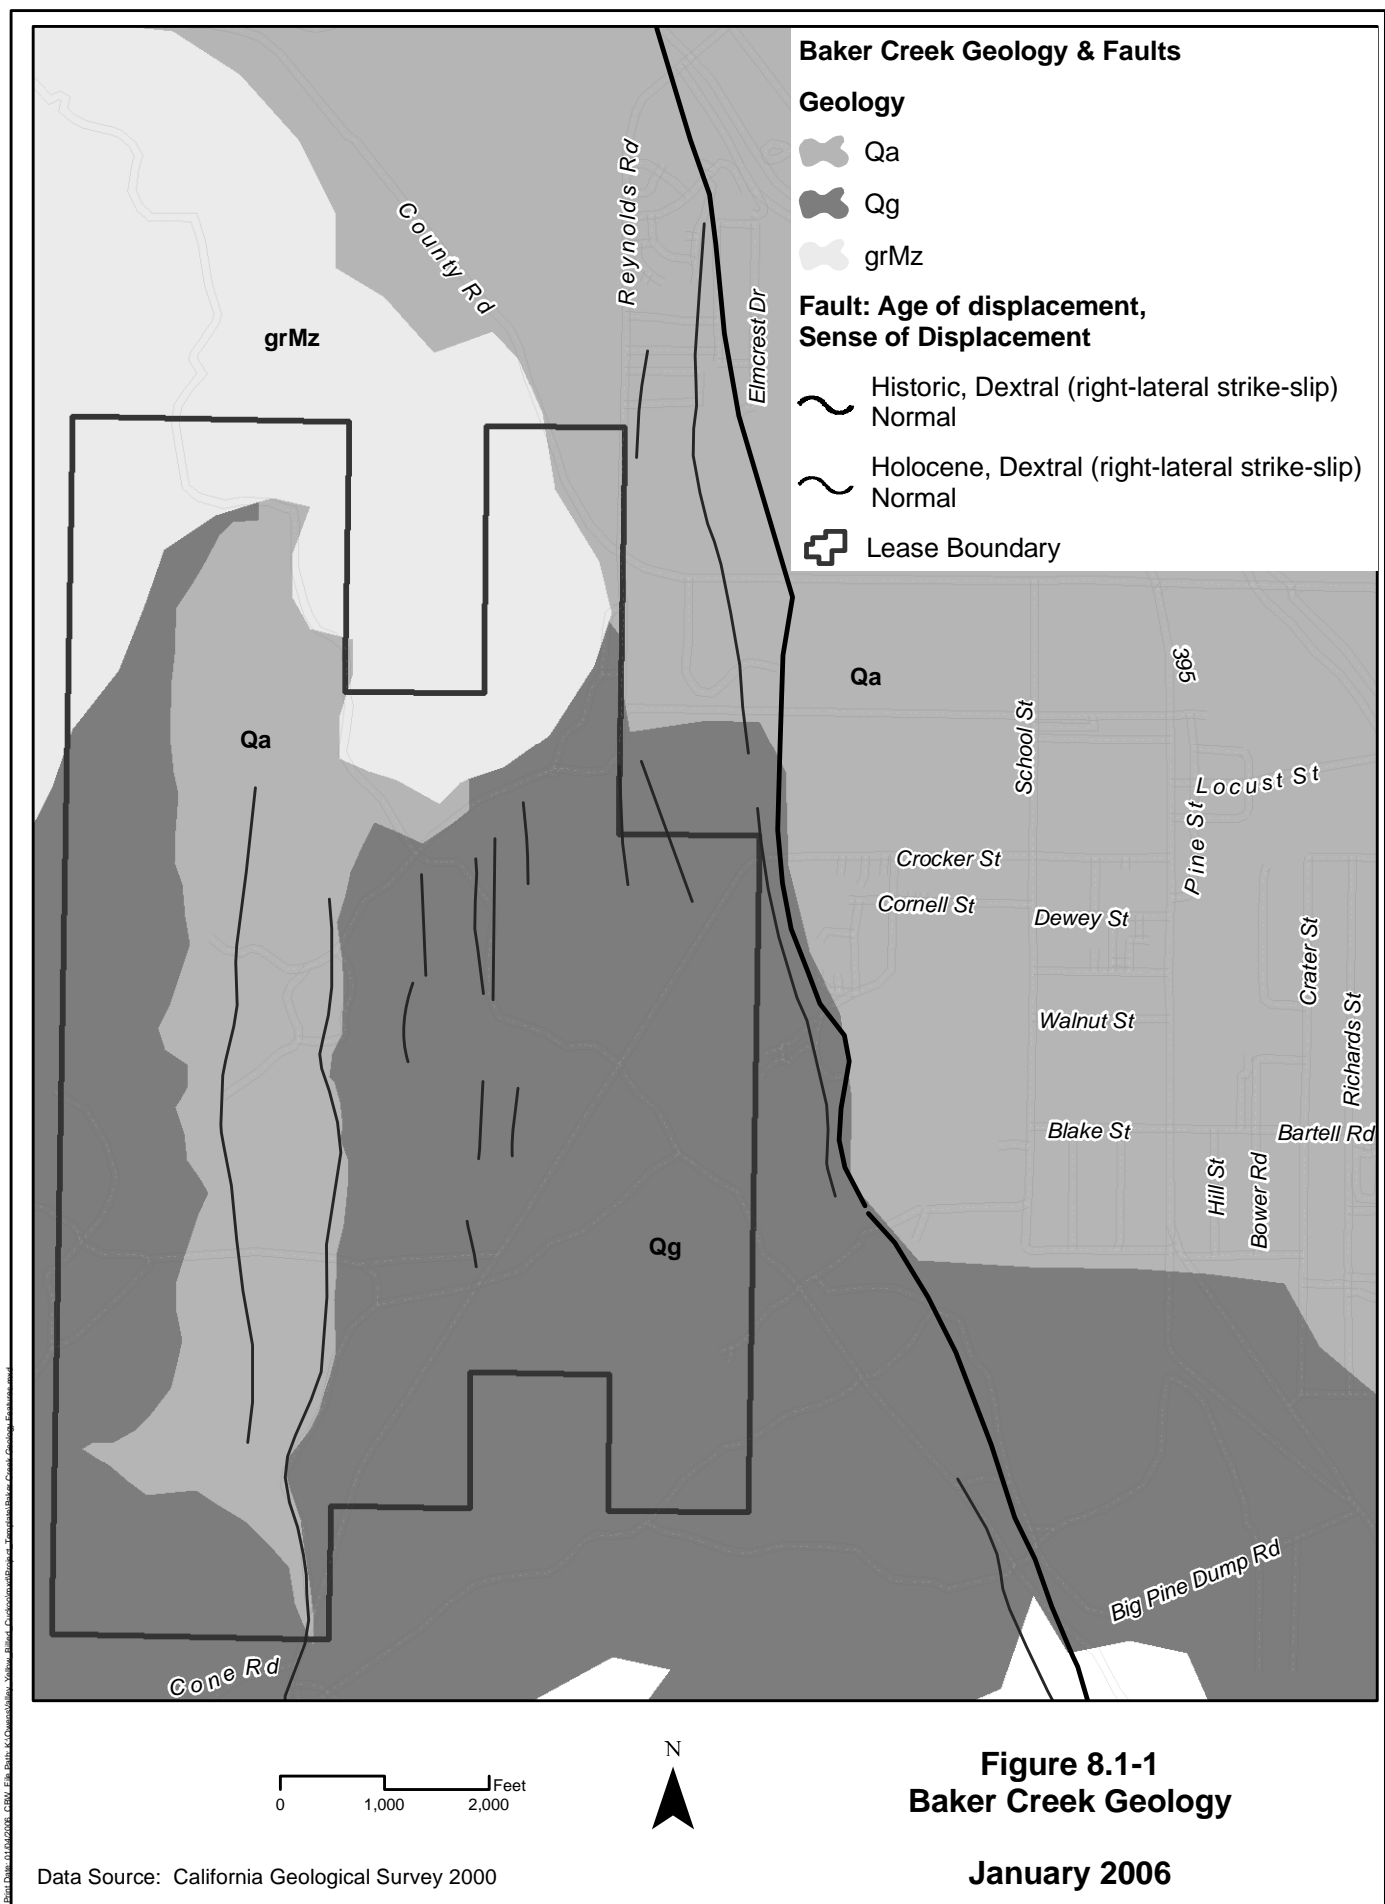 Baker Creek Geology & Faults
Geology
Qa
Qg
grMz
Fault: Age of displacement,
Sense of Displacement
Historic, Dextral (right-lateral strike-slip)
Normal
Holocene, Dextral (right-lateral strike-slip)
Normal
Lease Boundary
County Rd
Reynolds Rd
Elmcrest Dr
grMz
Qa
Qa
395
School St
Locust St
Pine St
Crocker St
Cornell St
Dewey St
Crater St
Walnut St
Richards St
Blake St
Bartell Rd
Hill St
Bower Rd
Qg
Big Pine Dump Rd
Cone Rd
N
Feet
0 1,000 2,000
Figure 8.1-1
Baker Creek Geology
January 2006
Data Source: California Geological Survey 2000